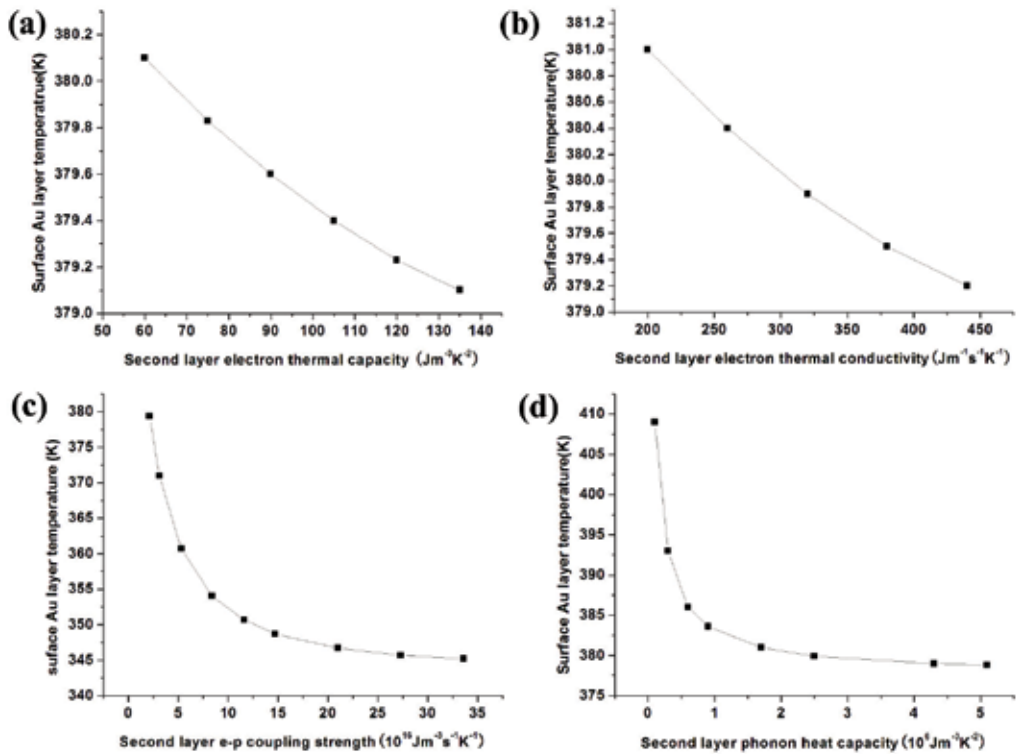 (a)
380.2
380.0
379.8
379.6
379.4
379.2
379.0
Surface Au layer temperatrue(K)
50 60 70 80 90 100 110 120 130 140
Second layer electron thermal capacity (Jm⁻³K⁻²)
(b)
381.2
381.0
380.8
380.6
380.4
380.2
380.0
379.8
379.6
379.4
379.2
379.0
Surface Au layer temperature(K)
200 250 300 350 400 450
Second layer electron thermal conductivity (Jm⁻¹s⁻¹K⁻¹)
(c)
380
375
370
365
360
355
350
345
340
suface Au layer temperature (K)
0 5 10 15 20 25 30 35
Second layer e-p coupling strength (10¹⁶Jm⁻³s⁻¹K⁻¹)
(d)
410
405
400
395
390
385
380
375
Surface Au layer temperature(K)
0 1 2 3 4 5
Second layer phonon heat capacity (10⁶Jm⁻³K⁻²)